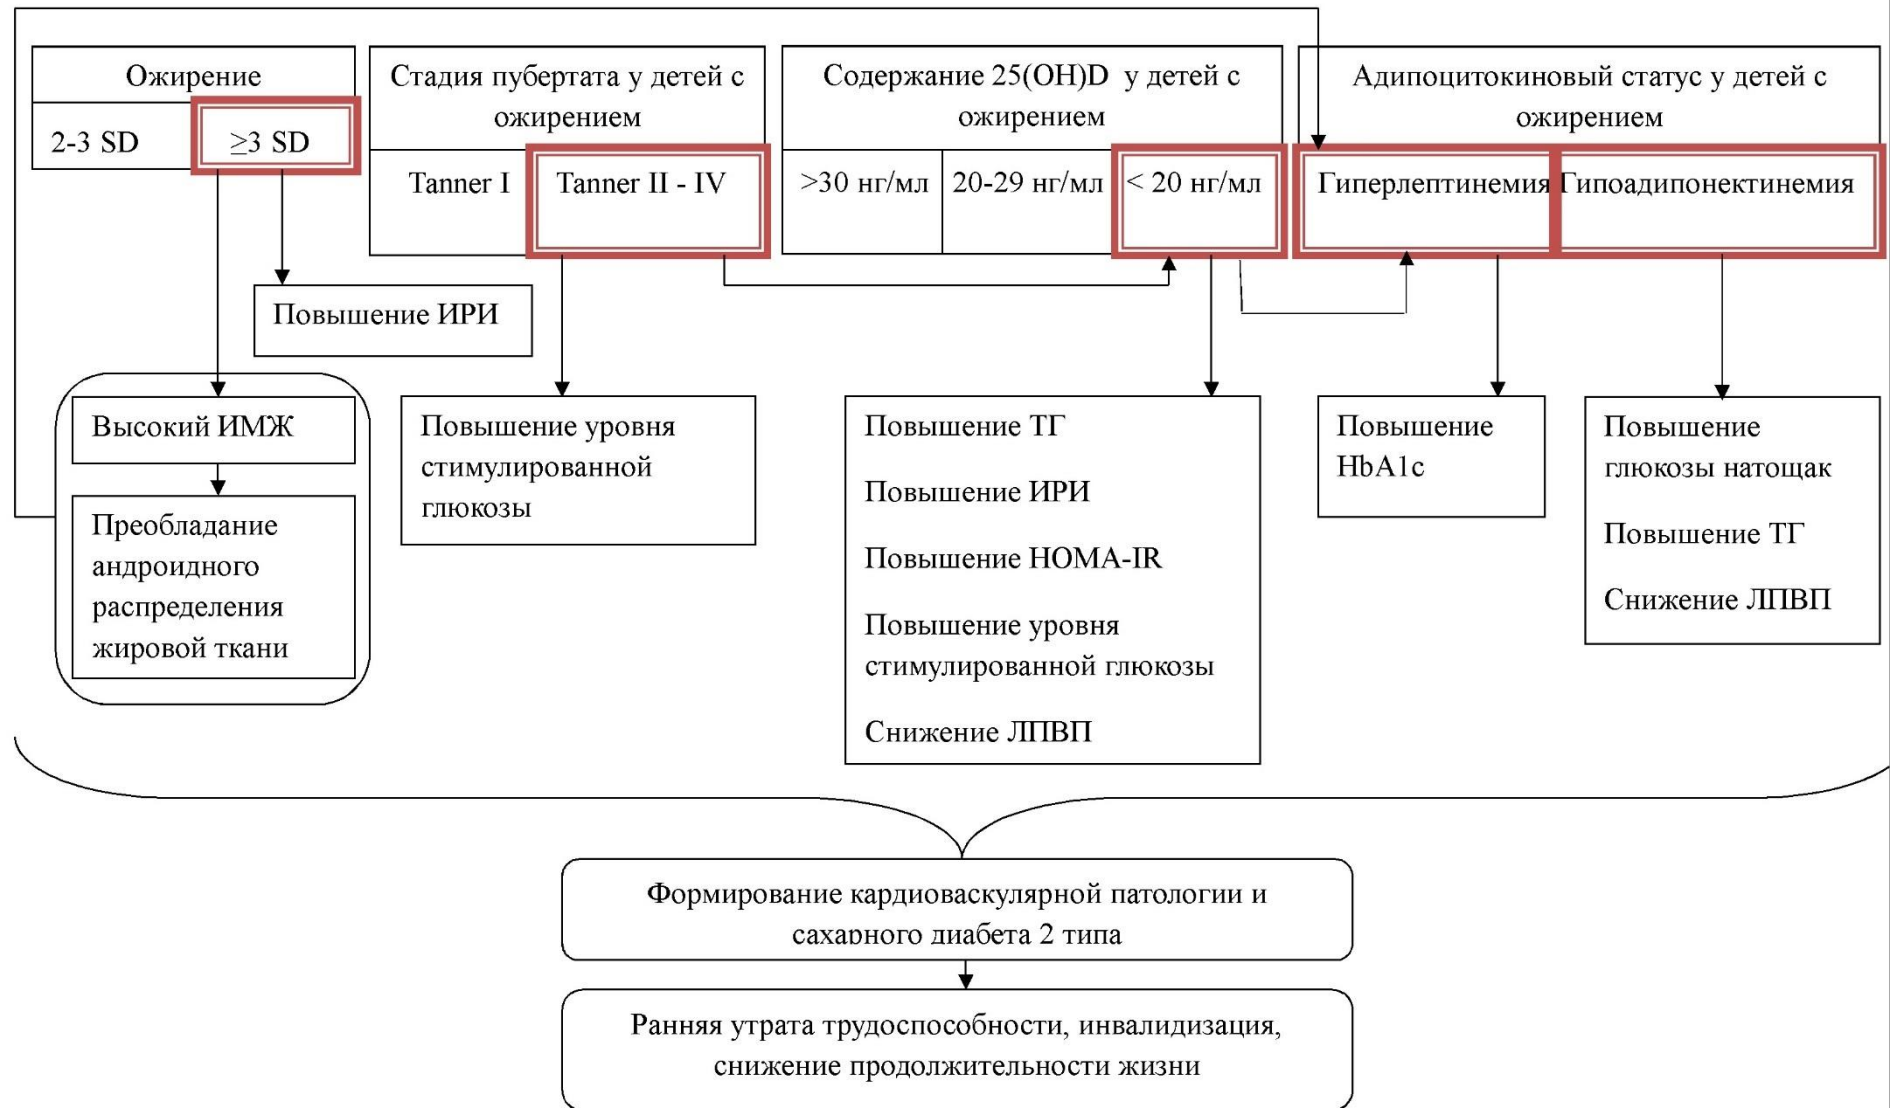 Ожирение
2-3 SD
≥3 SD
Стадия пубертата у детей с
ожирением
Tanner I
Tanner II - IV
Содержание 25(ОН)D у детей с
ожирением
>30 нг/мл
20-29 нг/мл
< 20 нг/мл
Адипоцитокиновый статус у детей с
ожирением
Гиперлептинемия
Гипоадипонектинемия
Повышение ИРИ
Высокий ИМЖ
Преобладание
андроидного
распределения
жировой ткани
Повышение уровня
стимулированной
глюкозы
Повышение ТГ
Повышение ИРИ
Повышение HOMA-IR
Повышение уровня
стимулированной глюкозы
Снижение ЛПВП
Повышение
HbA1c
Повышение
глюкозы натощак
Повышение ТГ
Снижение ЛПВП
Формирование кардиоваскулярной патологии и
сахарного диабета 2 типа
Ранняя утрата трудоспособности, инвалидизация,
снижение продолжительности жизни